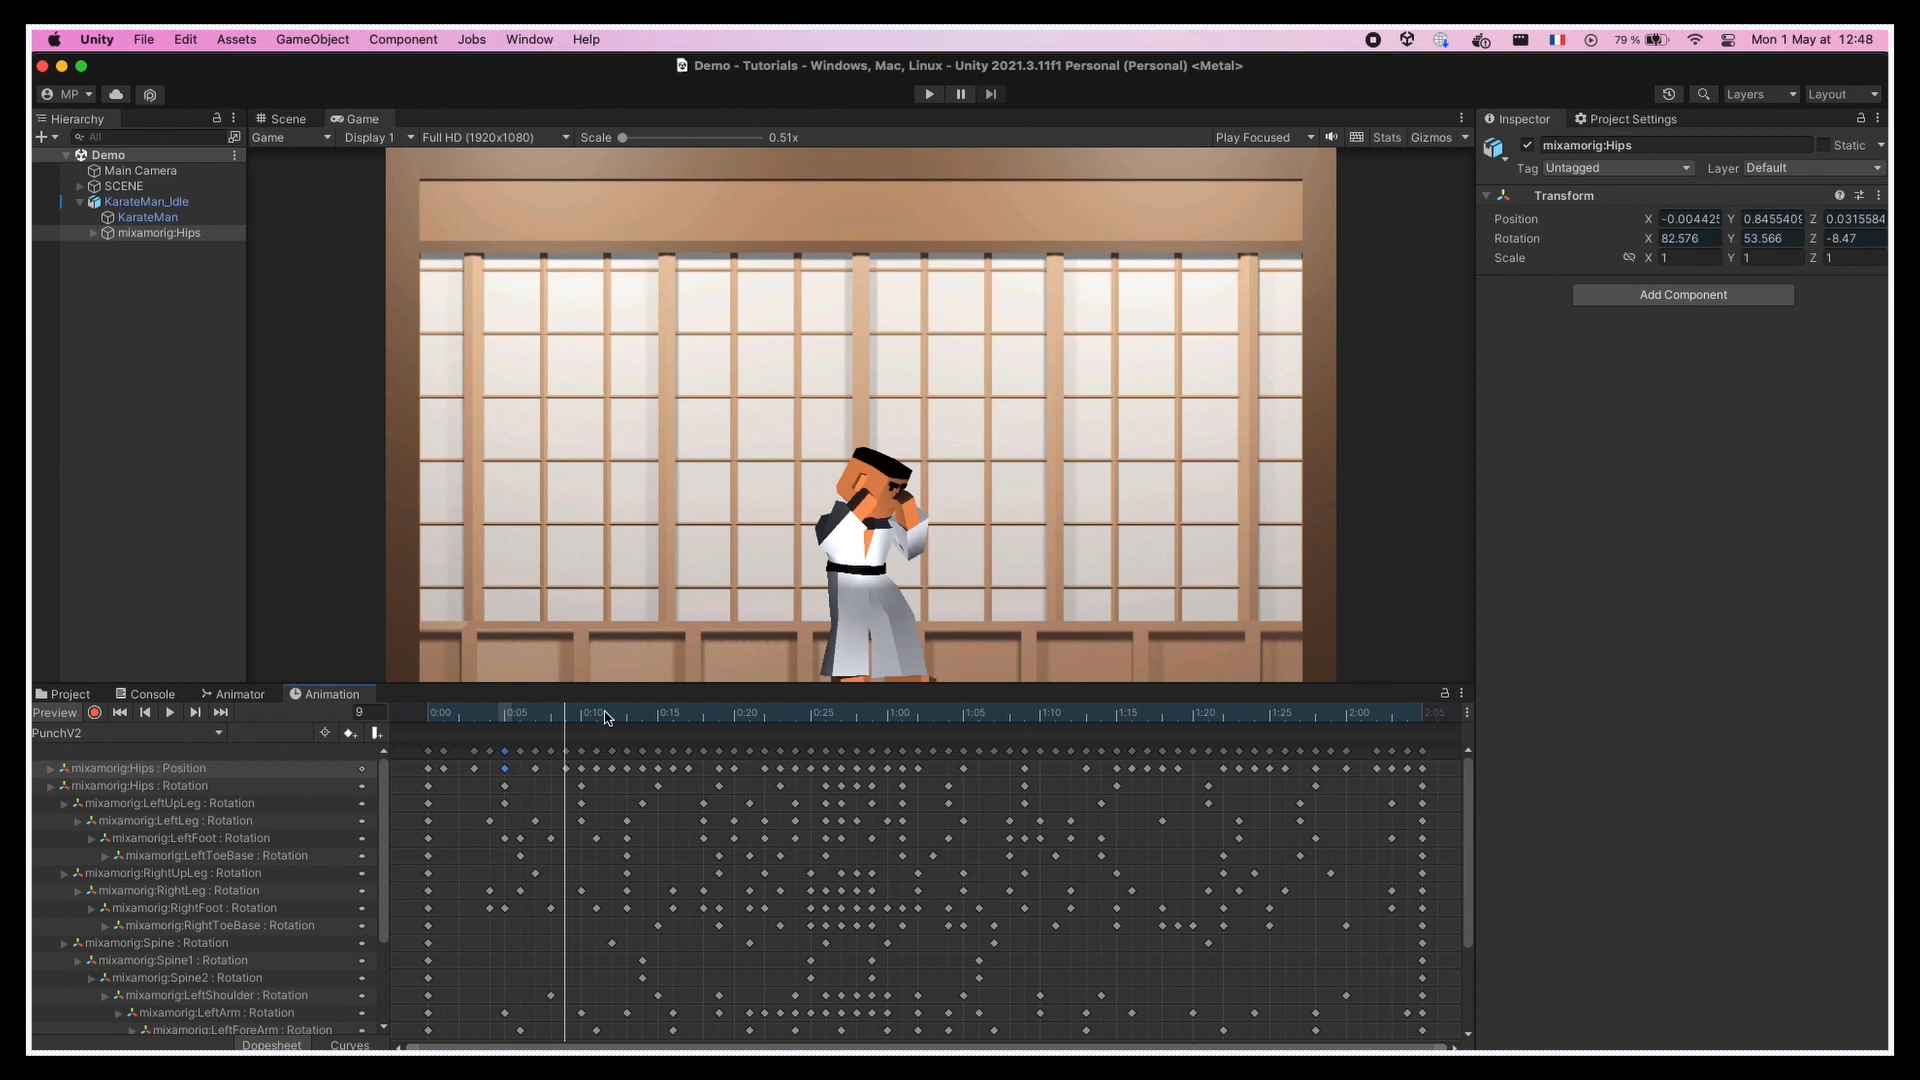 Unity File Edit Assets GameObject Component Jobs Window Help 79 % Mon 1 May at 12:48
Demo - Tutorials - Windows, Mac, Linux - Unity 2021.3.11f1 Personal (Personal) <Metal>
MP Layers Layout
Hierarchy Scene Game Inspector Project Settings
All Game Display 1 Full HD (1920x1080) Scale 0.51x Play Focused Stats Gizmos
mixamorig:Hips Static
Demo
Main Camera
Tag Untagged Layer Default
SCENE
KarateMan_Idle
Transform
KarateMan
Position X -0.004425 Y 0.8455409 Z 0.0315584
mixamorig:Hips
Rotation X 82.576 Y 53.566 Z -8.47
Scale X 1 Y 1 Z 1
Add Component
Project Console Animator Animation
Preview 9 0:00 0:05 0:10 0:15 0:20 0:25 1:00 1:05 1:10 1:15 1:20 1:25 2:00 2:05
PunchV2
mixamorig:Hips : Position
mixamorig:Hips : Rotation
mixamorig:LeftUpLeg : Rotation
mixamorig:LeftLeg : Rotation
mixamorig:LeftFoot : Rotation
mixamorig:LeftToeBase : Rotation
mixamorig:RightUpLeg : Rotation
mixamorig:RightLeg : Rotation
mixamorig:RightFoot : Rotation
mixamorig:RightToeBase : Rotation
mixamorig:Spine : Rotation
mixamorig:Spine1 : Rotation
mixamorig:Spine2 : Rotation
mixamorig:LeftShoulder : Rotation
mixamorig:LeftArm : Rotation
mixamorig:LeftForeArm : Rotation
Dopesheet Curves